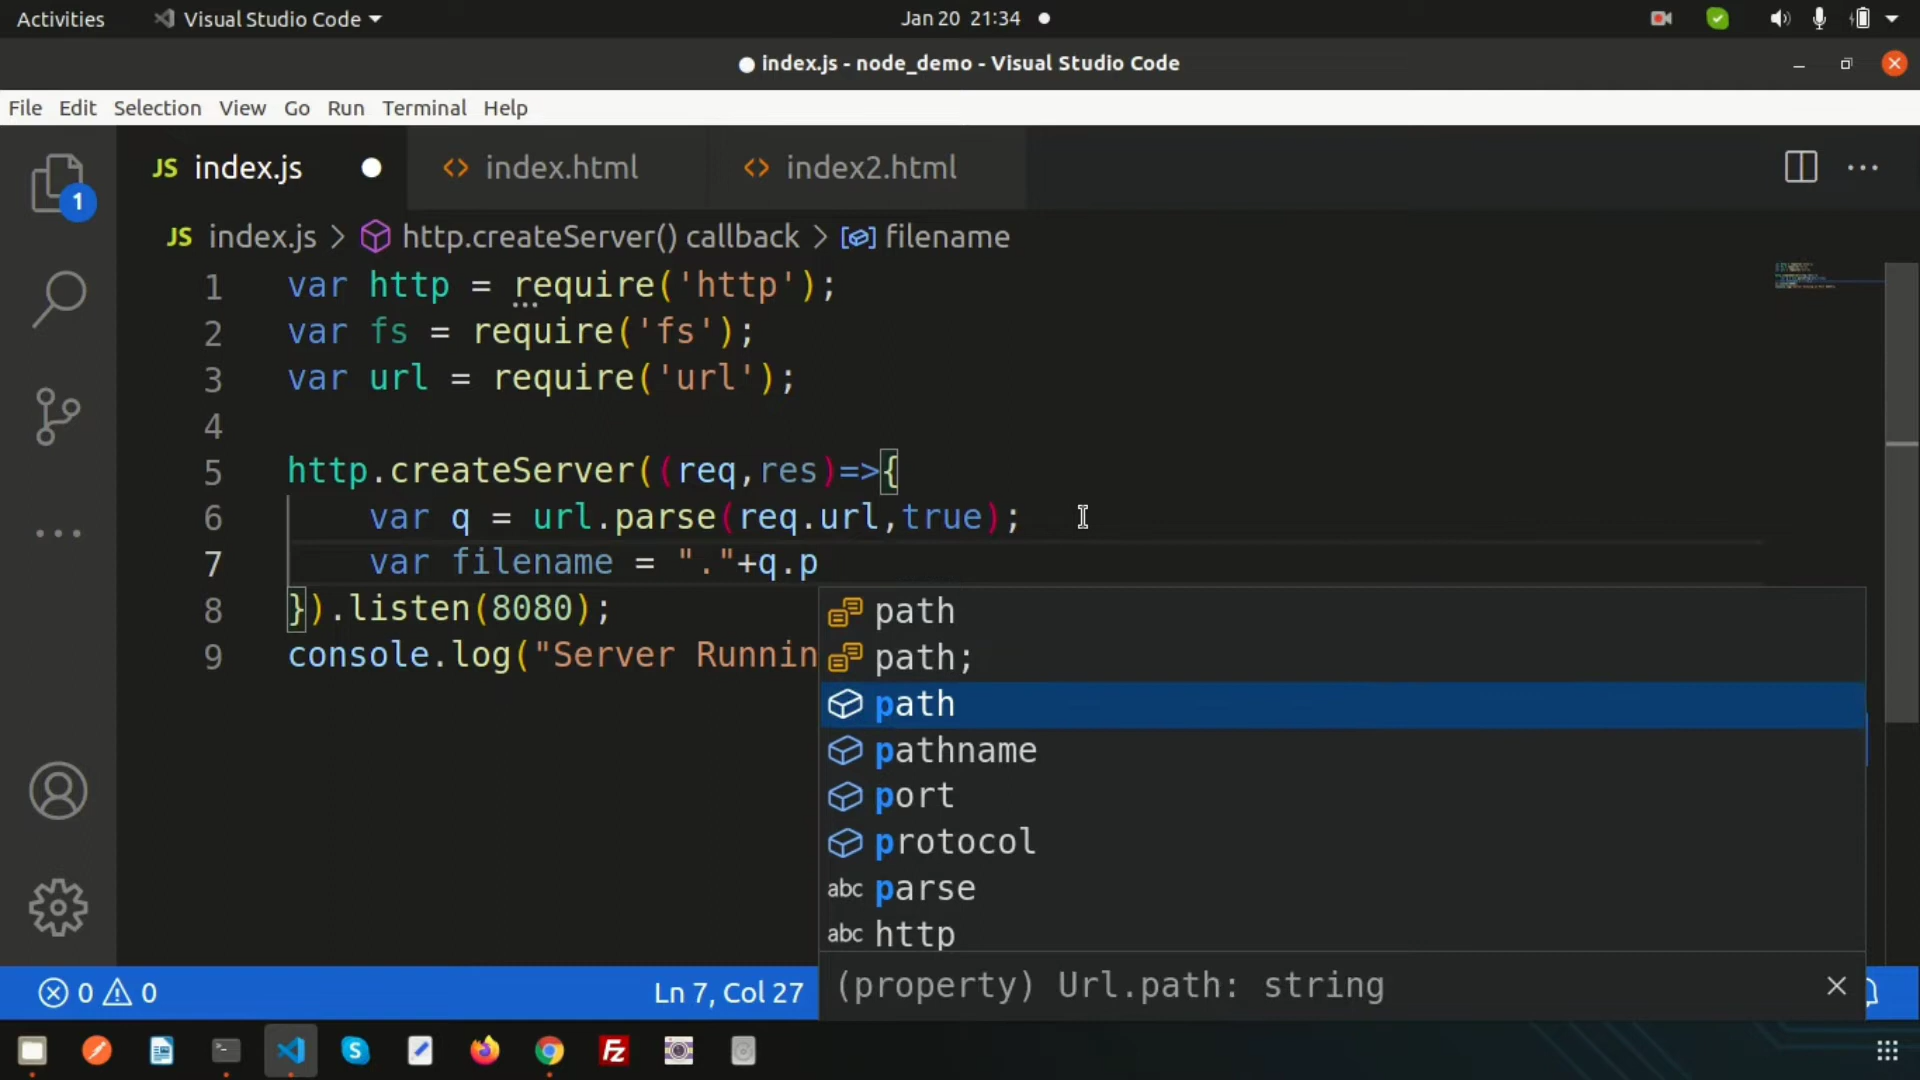 Activities Visual Studio Code Jan 20 21:34
index.js - node_demo - Visual Studio Code
File Edit Selection View Go Run Terminal Help
JS index.js index.html index2.html
1
JS index.js > http.createServer() callback > filename
1 var http = require('http');
2 var fs = require('fs');
3 var url = require('url');
4
5 http.createServer((req,res)=>{
6 var q = url.parse(req.url,true);
7 var filename = "."+q.p
8 }).listen(8080);
9 console.log("Server Runnin
path
path;
path
pathname
port
protocol
abc parse
abc http
(property) Url.path: string
0 0 Ln 7, Col 27